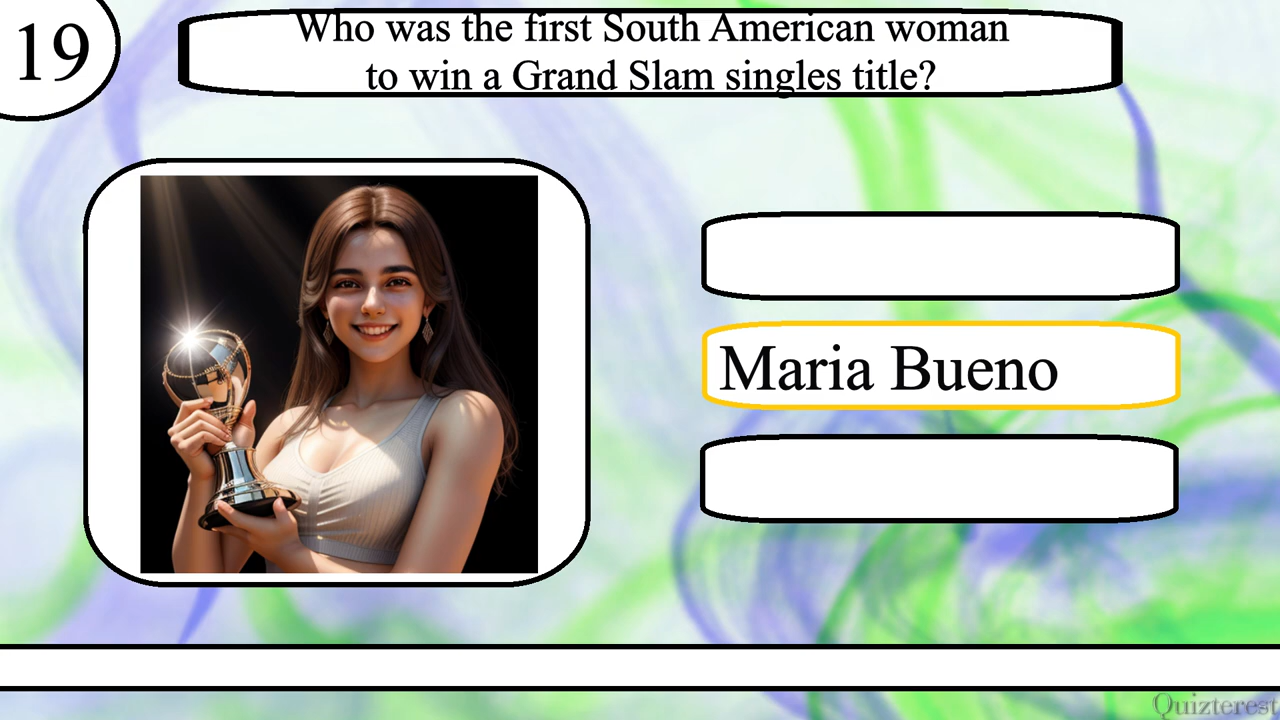 19
Who was the first South American woman
to win a Grand Slam singles title?
Maria Bueno
Quizterest